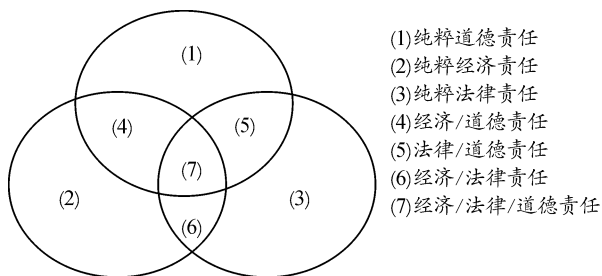 (1)
(4)
(5)
(7)
(2)
(3)
(6)
(1)纯粹道德责任
(2)纯粹经济责任
(3)纯粹法律责任
(4)经济/道德责任
(5)法律/道德责任
(6)经济/法律责任
(7)经济/法律/道德责任